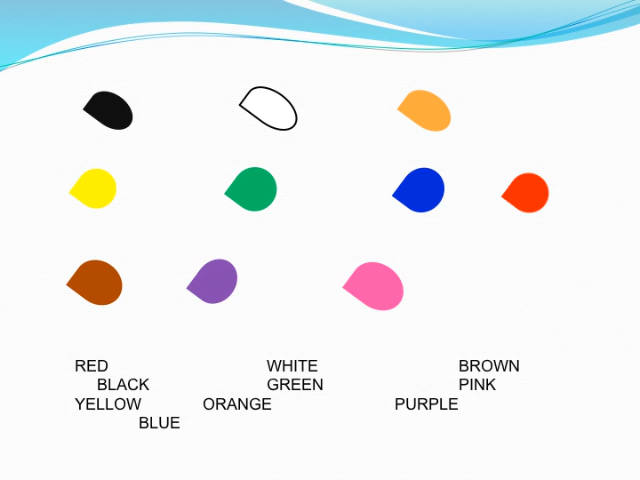 RED WHITE BROWN
BLACK GREEN PINK
YELLOW ORANGE PURPLE
BLUE